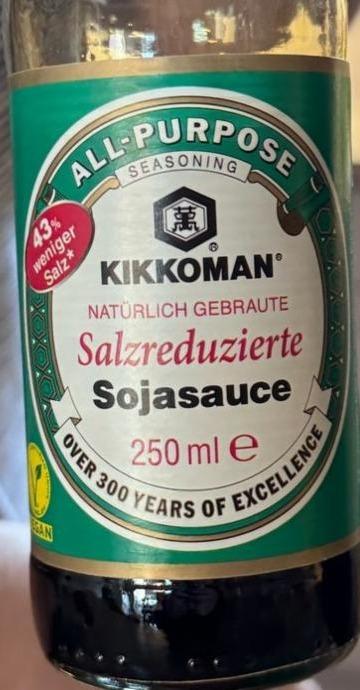 ALL-PURPOSE
SEASONING
43%
weniger
Salz*
萬
®
KIKKOMAN®
NATÜRLICH GEBRAUTE
Salzreduzierte
Sojasauce
250 ml ℮
OVER 300 YEARS OF EXCELLENCE
VEGAN